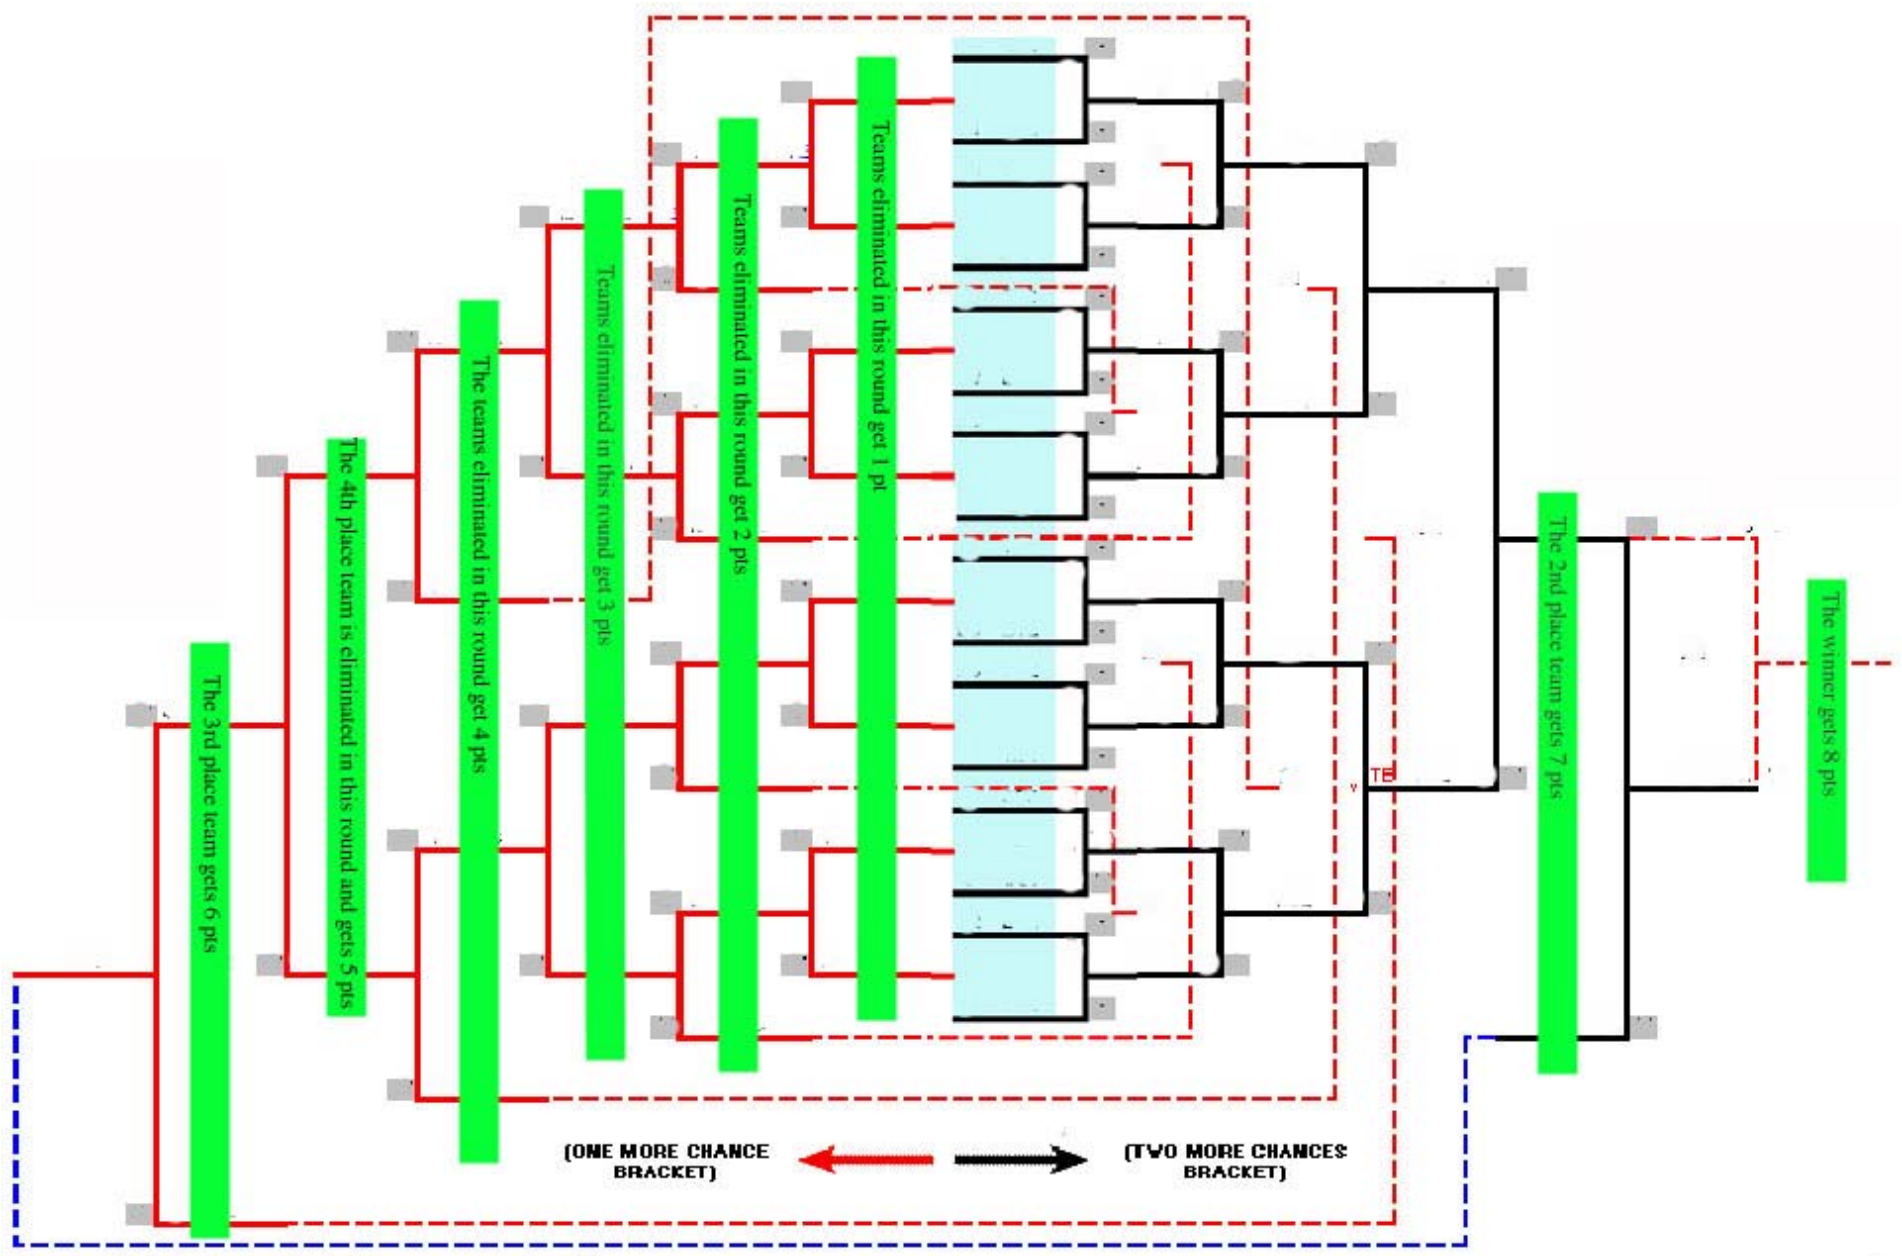 The 3rd place team gets 6 pts
The 4th place team is eliminated in this round and gets 5 pts
The teams eliminated in this round get 4 pts
Teams eliminated in this round get 3 pts
Teams eliminated in this round get 2 pts
Teams eliminated in this round get 1 pt
The 2nd place team gets 7 pts
The winner gets 8 pts
TB
(ONE MORE CHANCE
BRACKET)
(TWO MORE CHANCES
BRACKET)